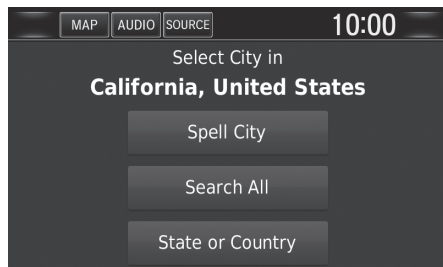 MAP AUDIO SOURCE 10:00
Select City in
California, United States
Spell City
Search All
State or Country